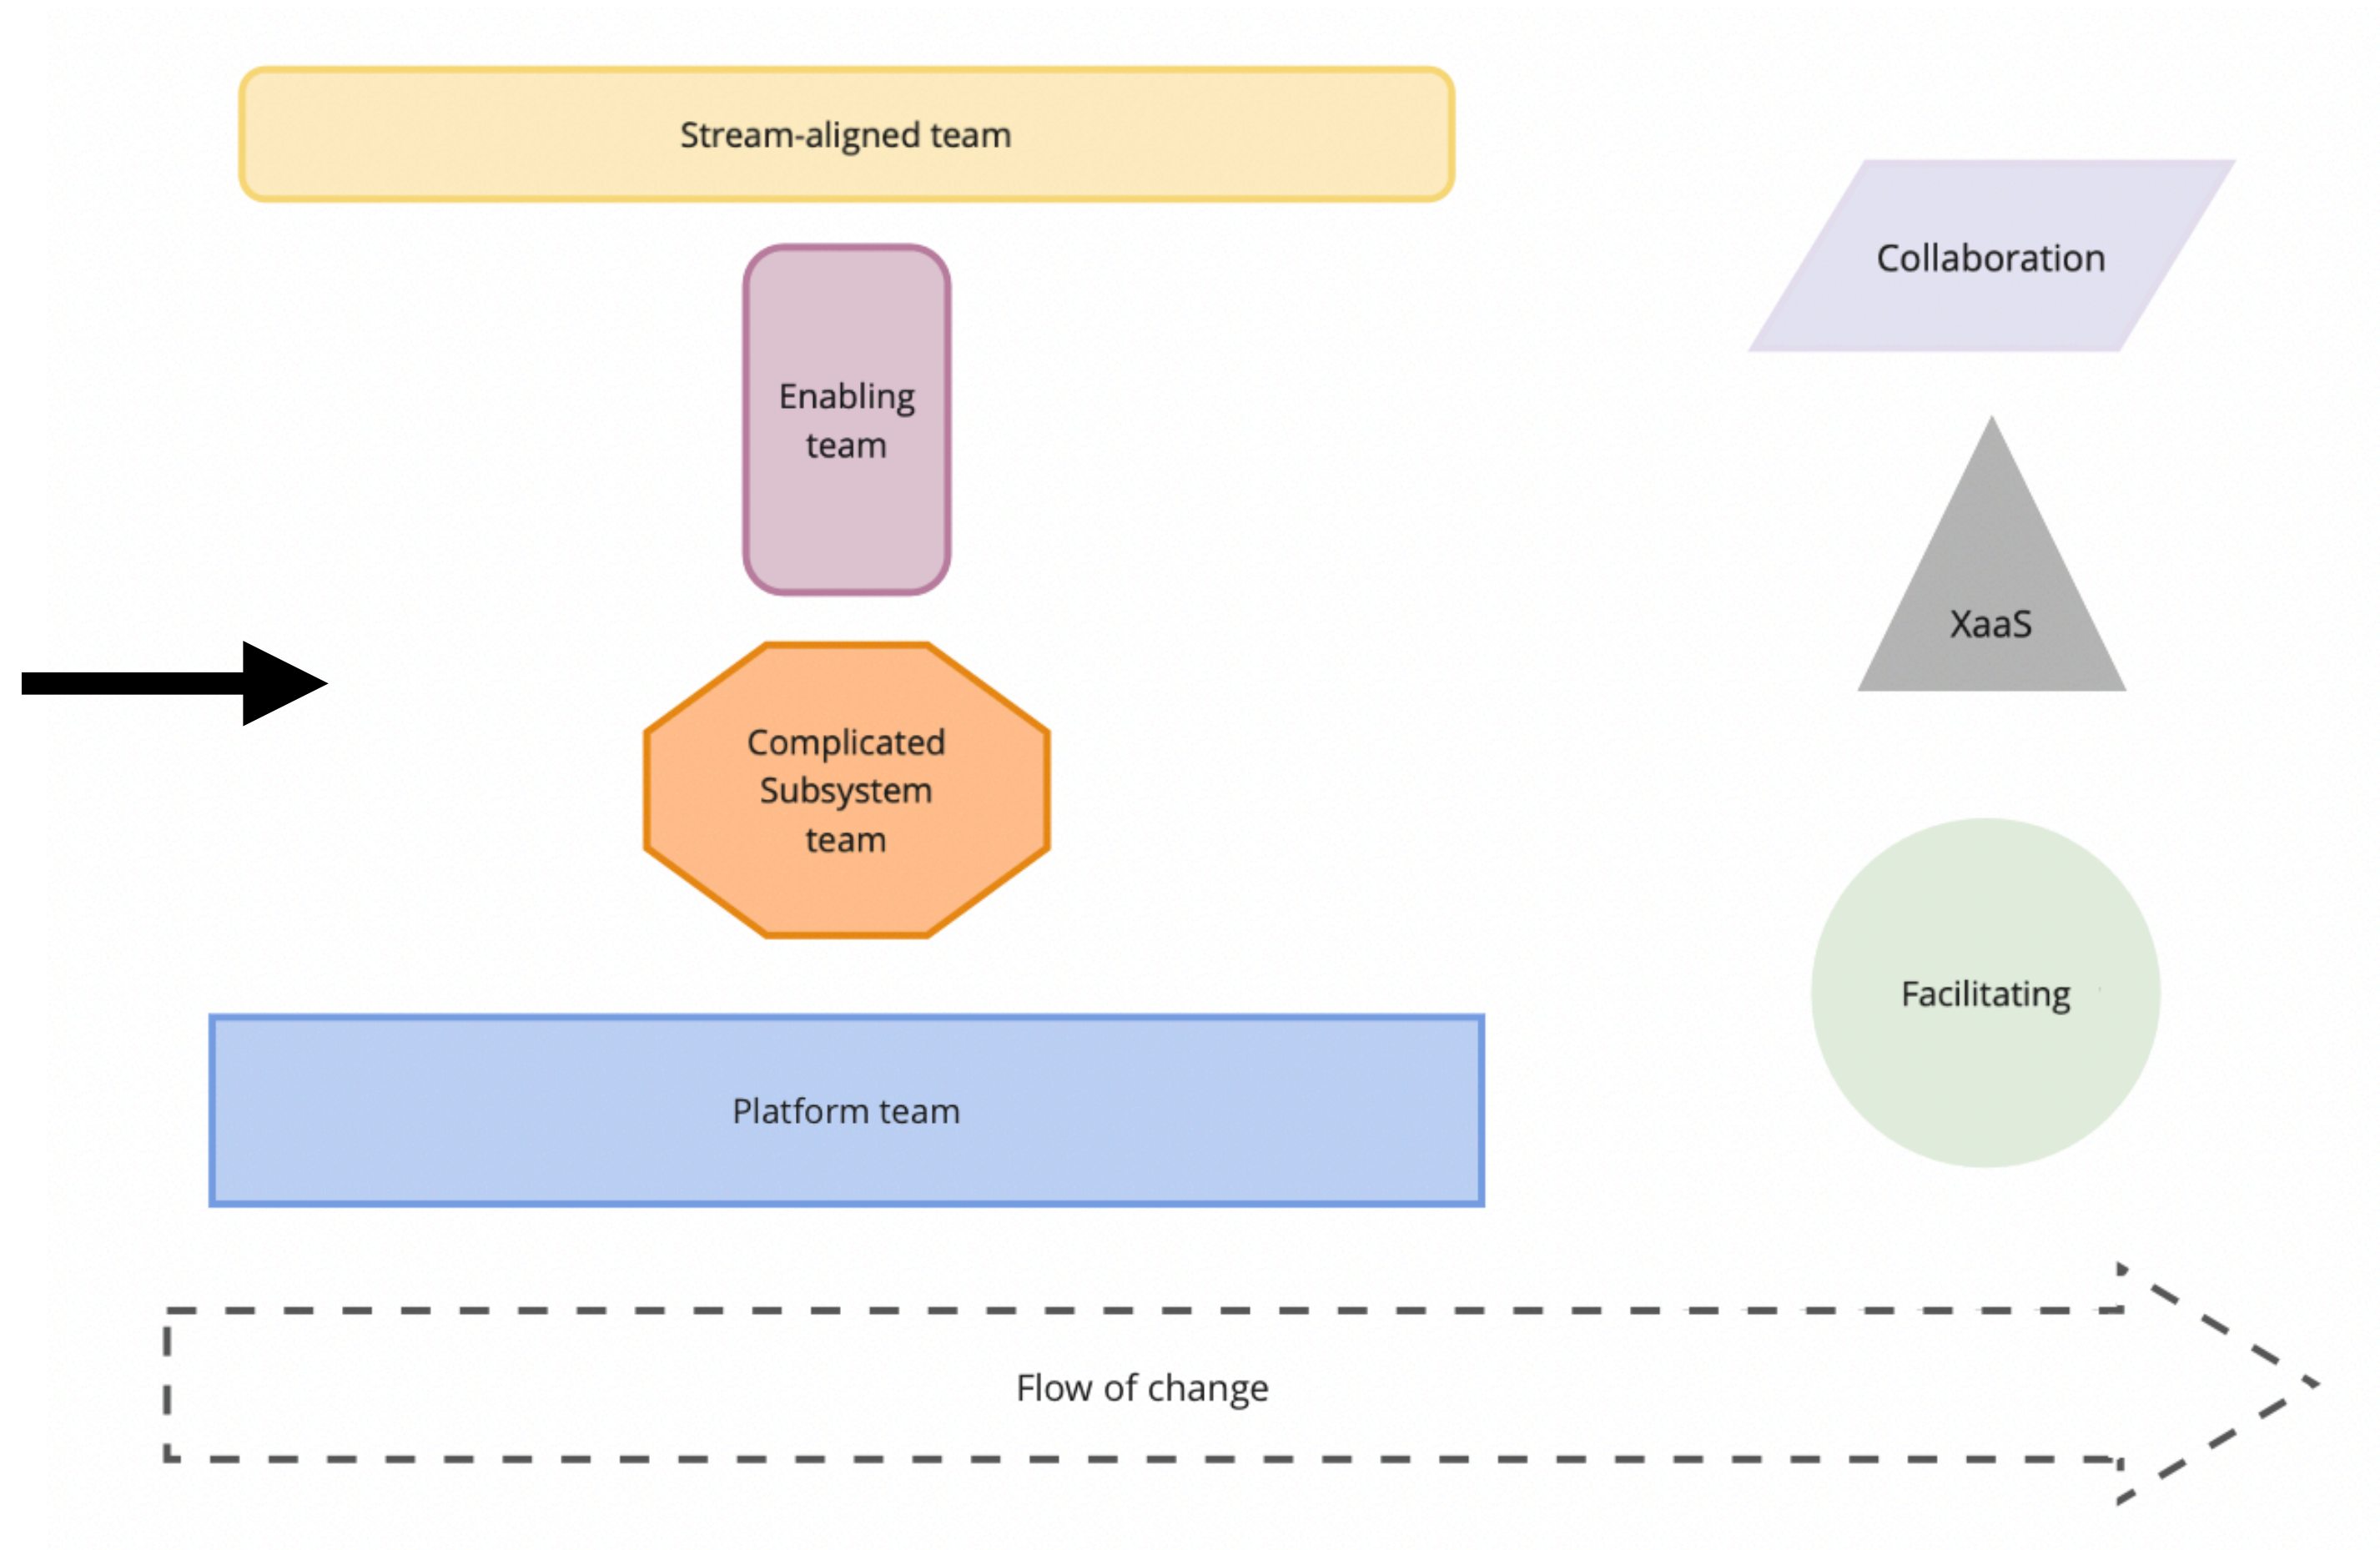 Stream-aligned team
Enabling
team
Complicated
Subsystem
team
Platform team
Collaboration
XaaS
Facilitating
Flow of change